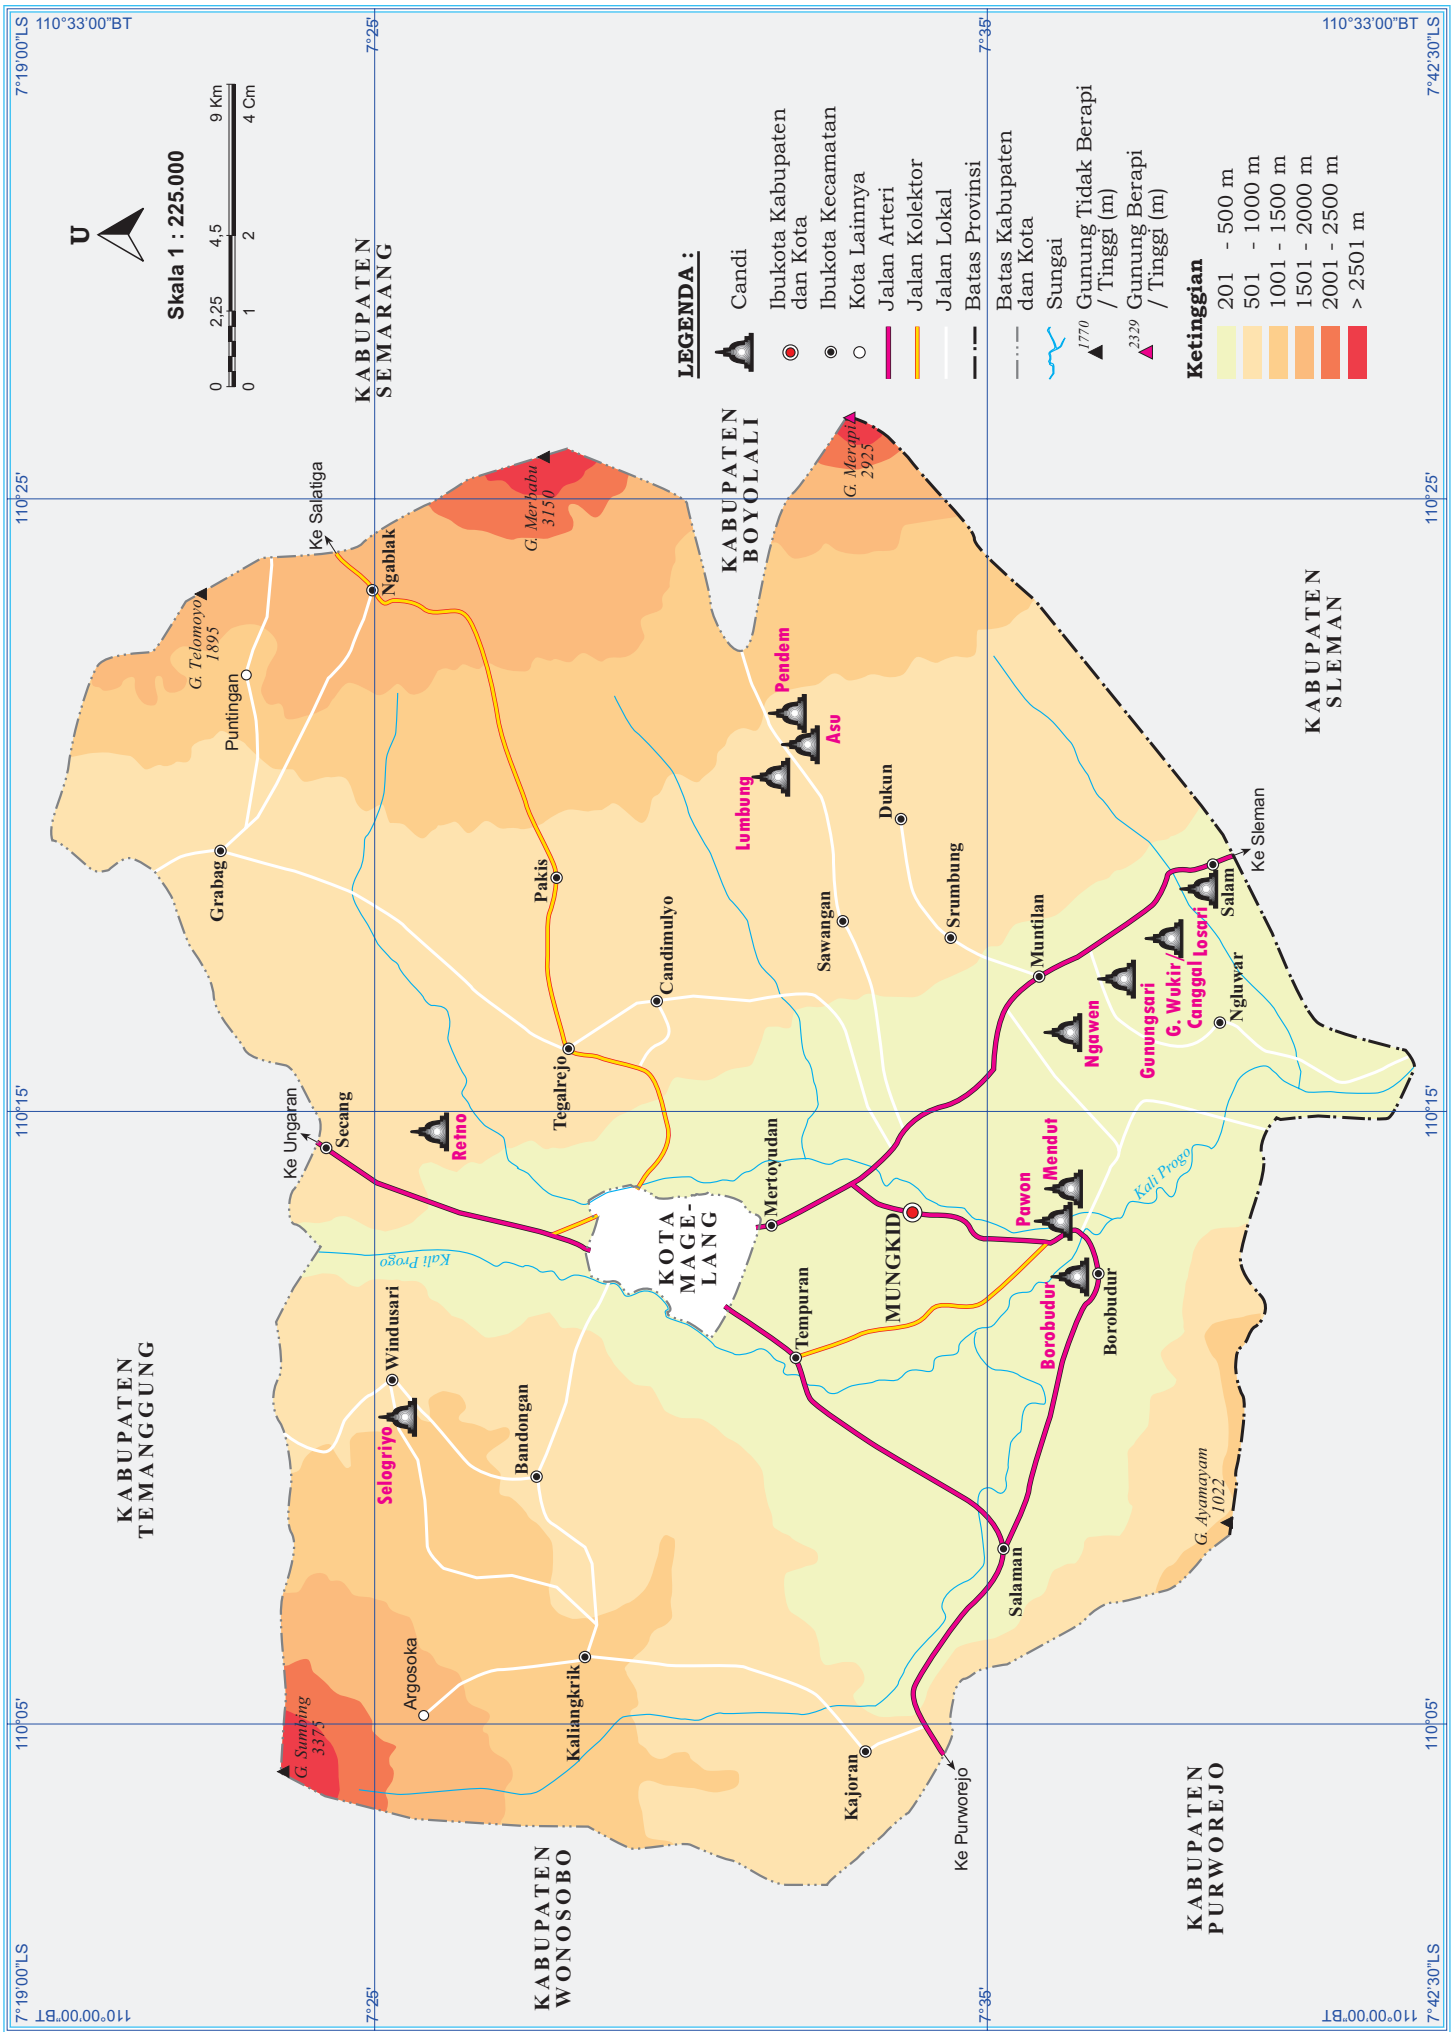 7°19'00"LS
110°33'00"BT
7°25'
7°35'
110°33'00"BT
7°42'30"LS
U
Skala 1 : 225.000
0 2,25 4,5 9 Km
0 1 2 4 Cm
KABUPATEN
SEMARANG
LEGENDA :
Candi
Ibukota Kabupaten
dan Kota
Ibukota Kecamatan
Kota Lainnya
Jalan Arteri
Jalan Kolektor
Jalan Lokal
Batas Provinsi
Batas Kabupaten
dan Kota
Sungai
1770
Gunung Tidak Berapi
/ Tinggi (m)
2329
Gunung Berapi
/ Tinggi (m)
Ketinggian
201 - 500 m
501 - 1000 m
1001 - 1500 m
1501 - 2000 m
2001 - 2500 m
> 2501 m
110°25'
110°25'
Ke Salatiga
Ngablak
G. Telomoyo
1895
Puntingan
G. Merbabu
3150
KABUPATEN
BOYOLALI
G. Merapi
2925
KABUPATEN
SLEMAN
Grabag
Pakis
Candimulyo
Tegalrejo
Lumbung
Asu
Pendem
Dukun
Sawangan
Srumbung
Muntilan
Ke Sleman
Salam
Losari
G. Wukir/
Canggal
Gunungsari
Ngawen
Ngluwar
110°15'
110°15'
Ke Ungaran
Secang
Retno
Kali Progo
KOTA
MAGE-
LANG
Mertoyudan
MUNGKID
Pawon
Mendut
Kali Progo
Borobudur
Borobudur
Tempuran
KABUPATEN
TEMANGGUNG
Windusari
Selogriyo
Bandongan
G. Ayamayam
1022
Salaman
Argosoka
Kaliangkrik
G. Sumbing
3375
110°05'
110°05'
Kajoran
Ke Purworejo
KABUPATEN
WONOSOBO
KABUPATEN
PURWOREJO
7°19'00"LS
110°00'00"BT
7°25'
7°35'
110°00'00"BT
7°42'30"LS